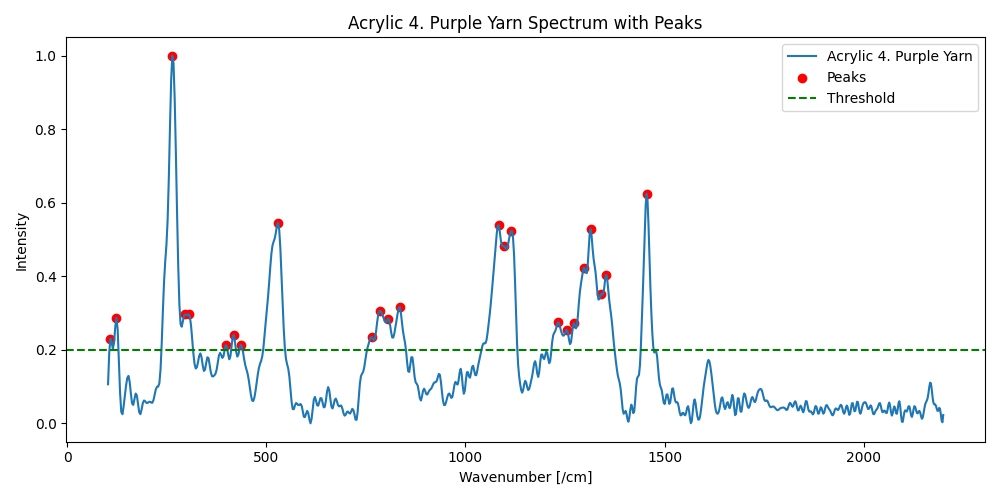 Acrylic 4. Purple Yarn Spectrum with Peaks
Acrylic 4. Purple Yarn
Peaks
Threshold
Intensity
1.0
0.8
0.6
0.4
0.2
0.0
0
500
1000
1500
2000
Wavenumber [/cm]